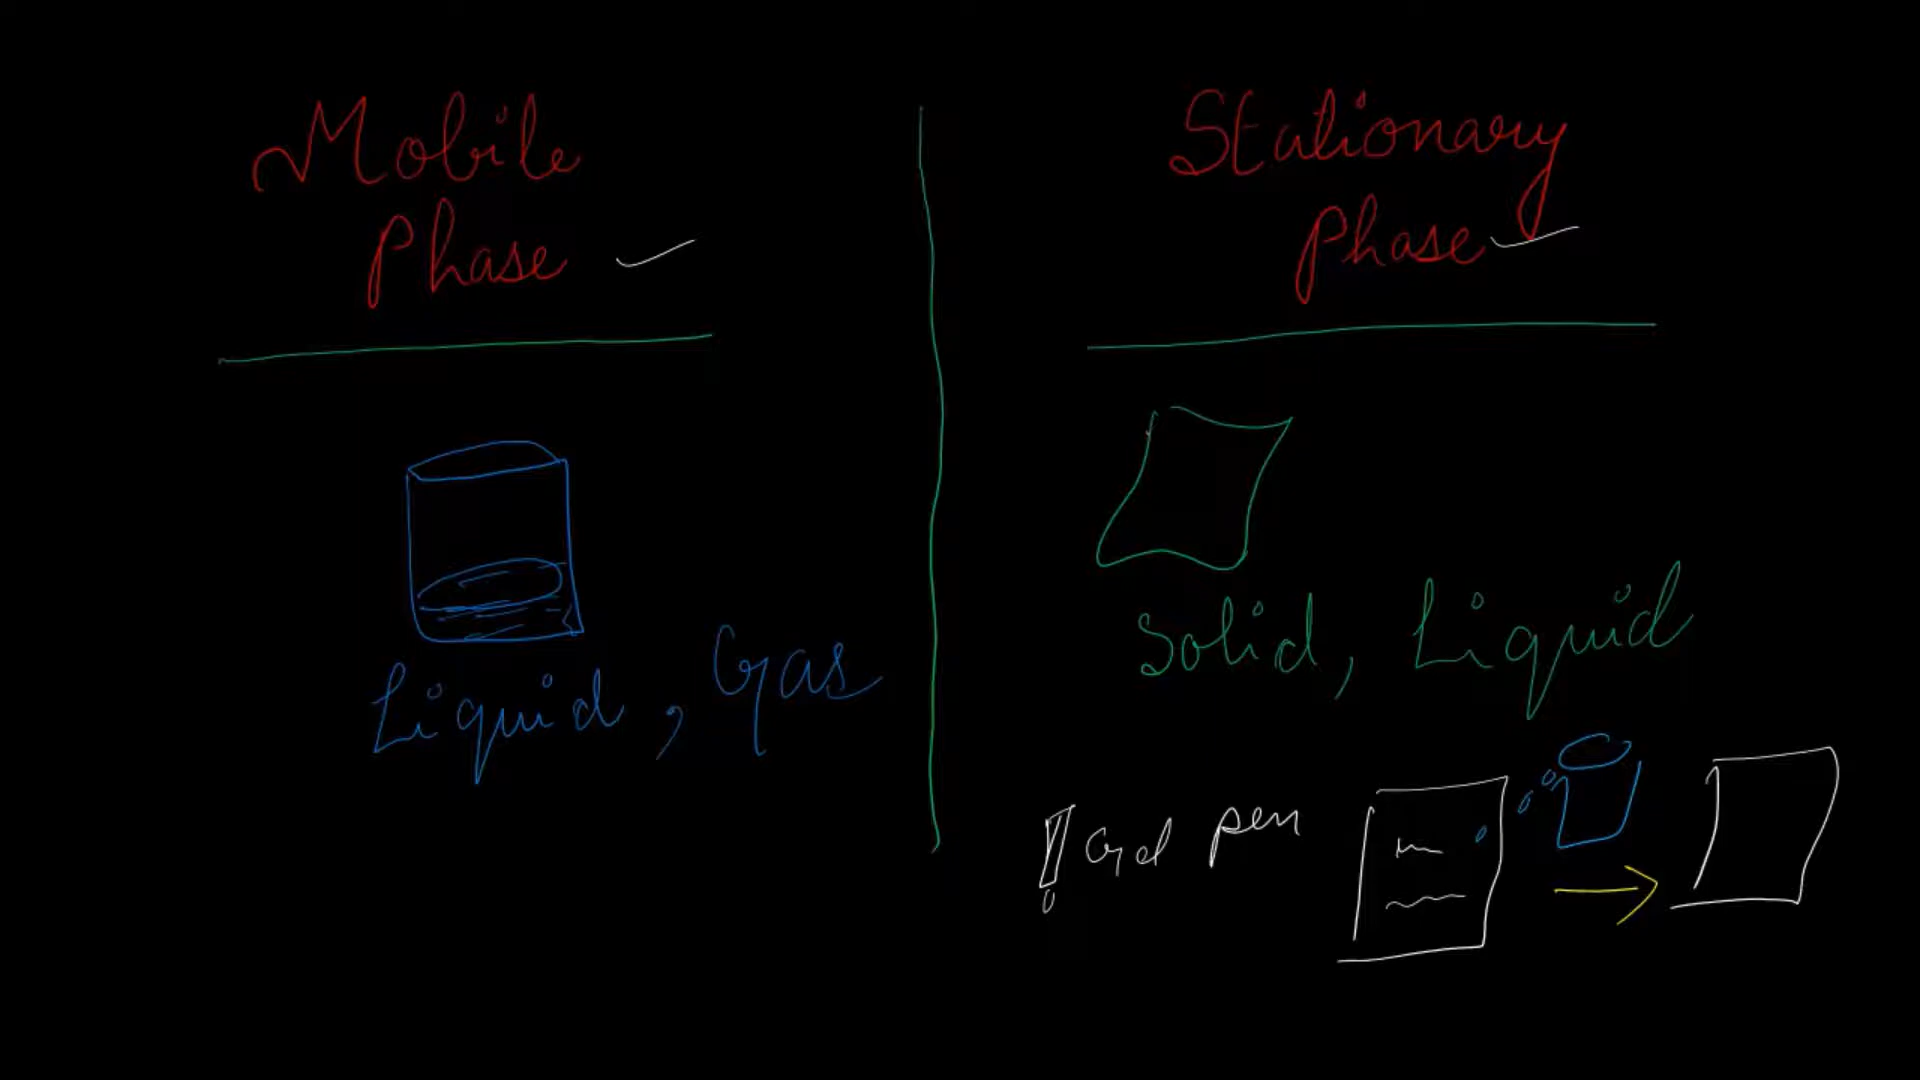 Mobile
Phase
Liquid, Gas
Stationary
Phase
Solid, Liquid
Gel pen